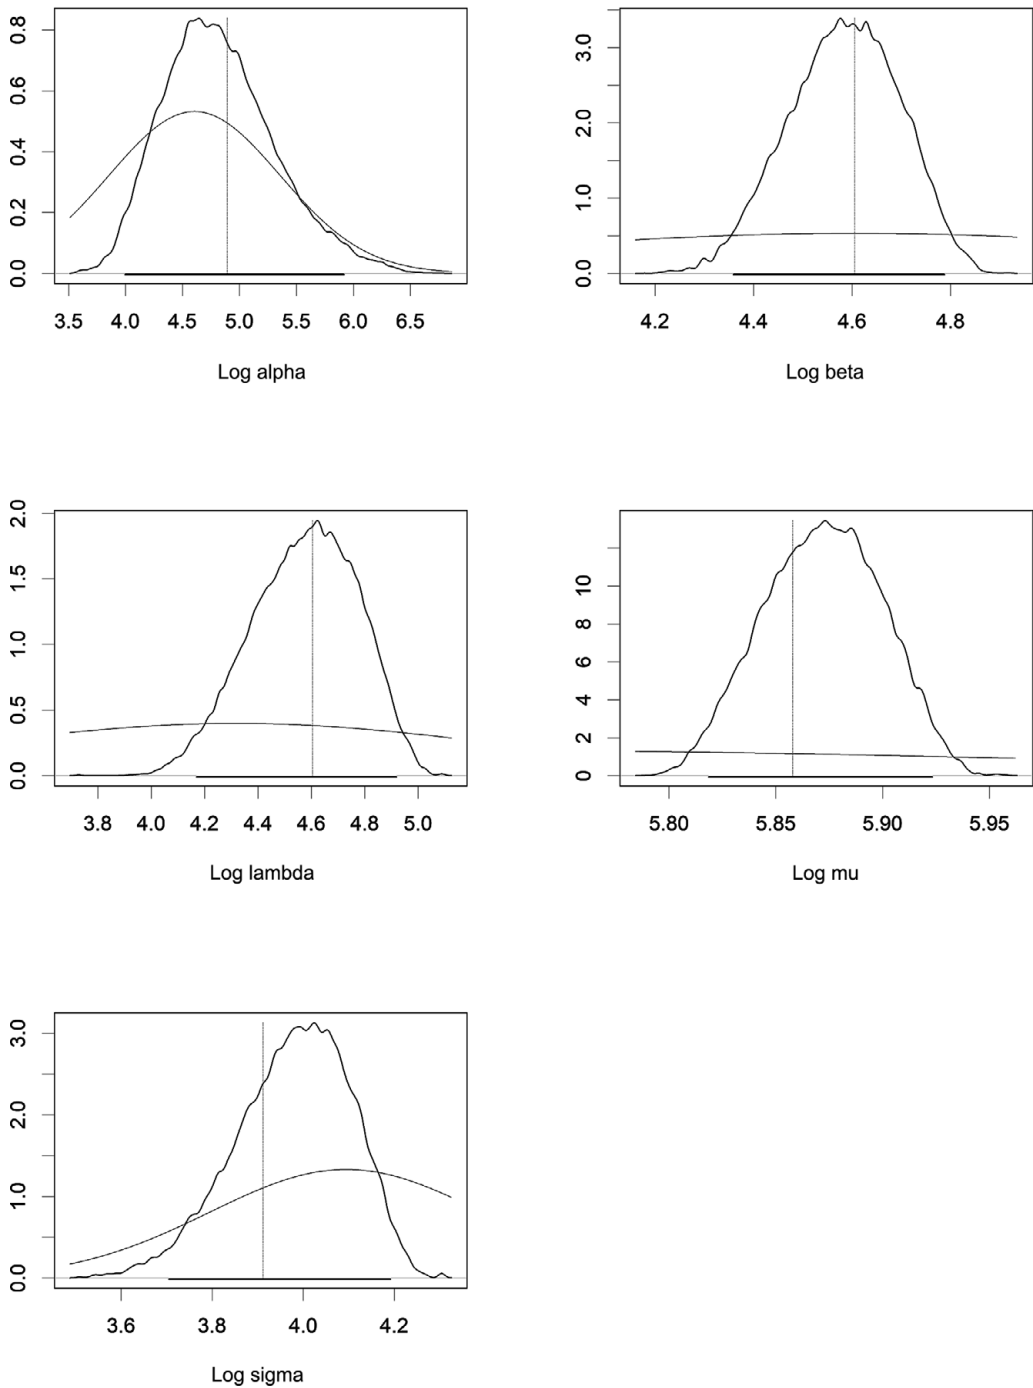 0.0 0.2 0.4 0.6 0.8
3.5 4.0 4.5 5.0 5.5 6.0 6.5
Log alpha
0.0 1.0 2.0 3.0
4.2 4.4 4.6 4.8
Log beta
0.0 0.5 1.0 1.5 2.0
3.8 4.0 4.2 4.4 4.6 4.8 5.0
Log lambda
0 2 4 6 8 10
5.80 5.85 5.90 5.95
Log mu
0.0 1.0 2.0 3.0
3.6 3.8 4.0 4.2
Log sigma